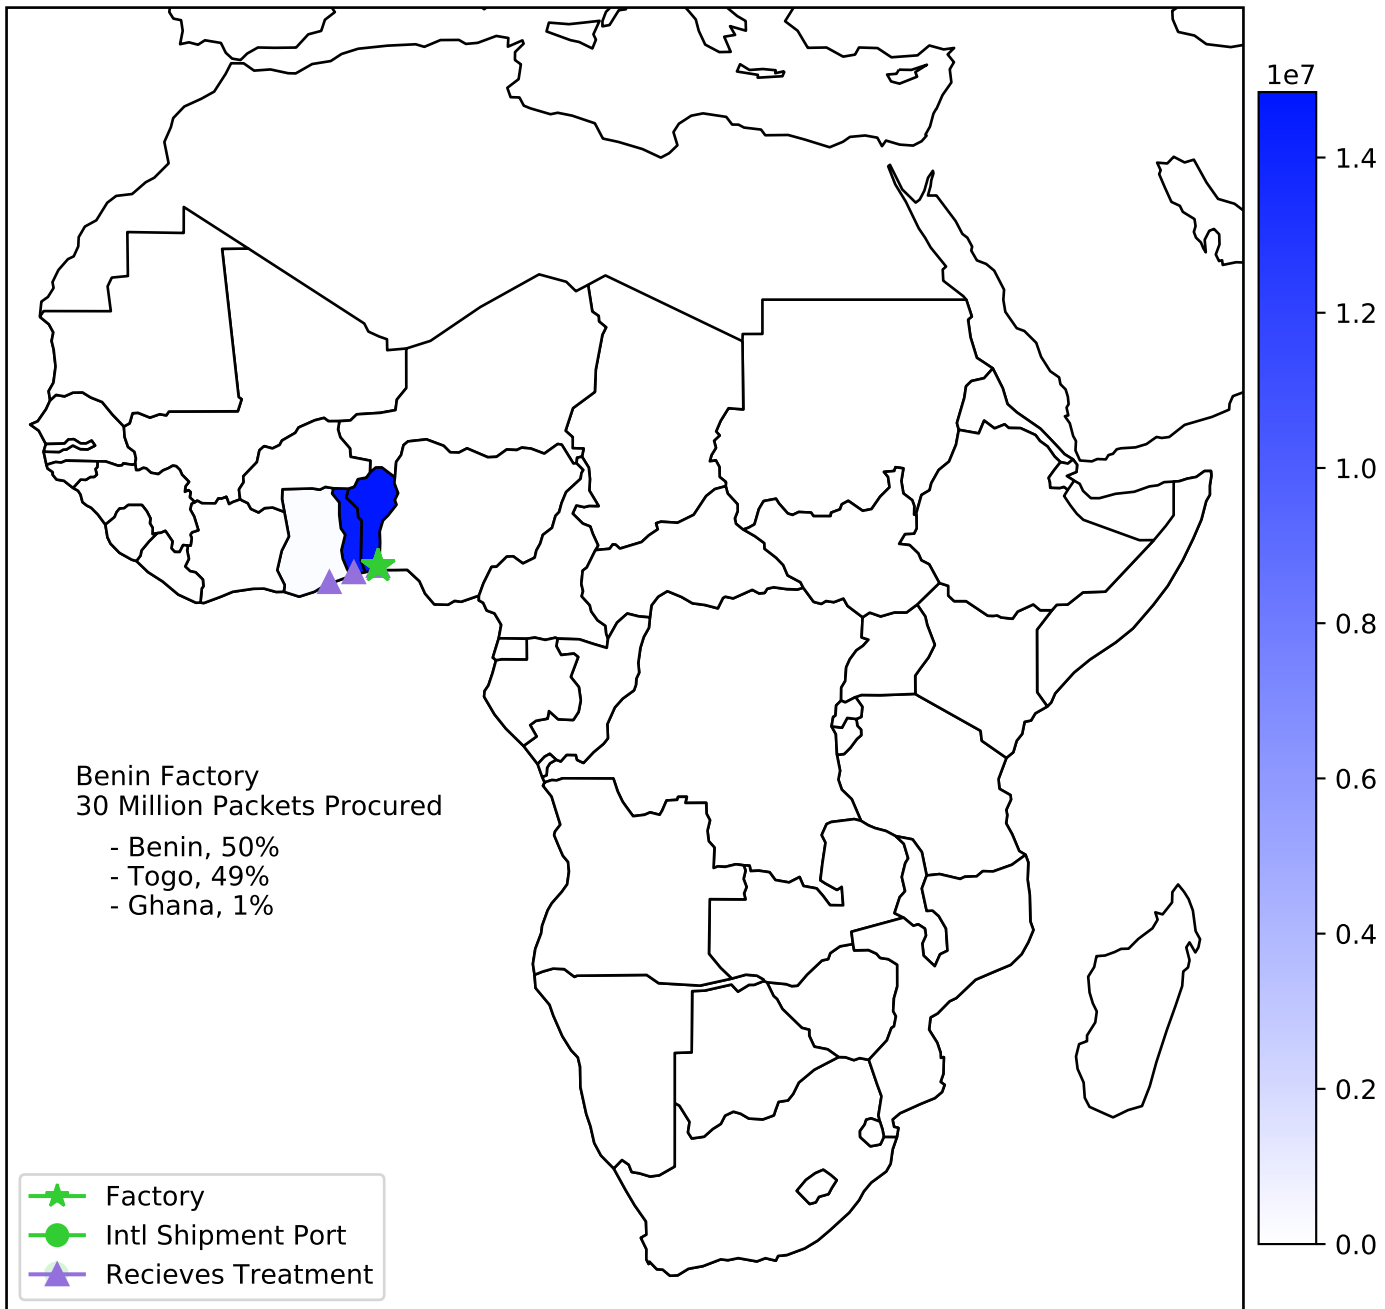 1e7
1.4
1.2
1.0
0.8
0.6
0.4
0.2
0.0
Benin Factory
30 Million Packets Procured
- Benin, 50%
- Togo, 49%
- Ghana, 1%
Factory
Intl Shipment Port
Recieves Treatment